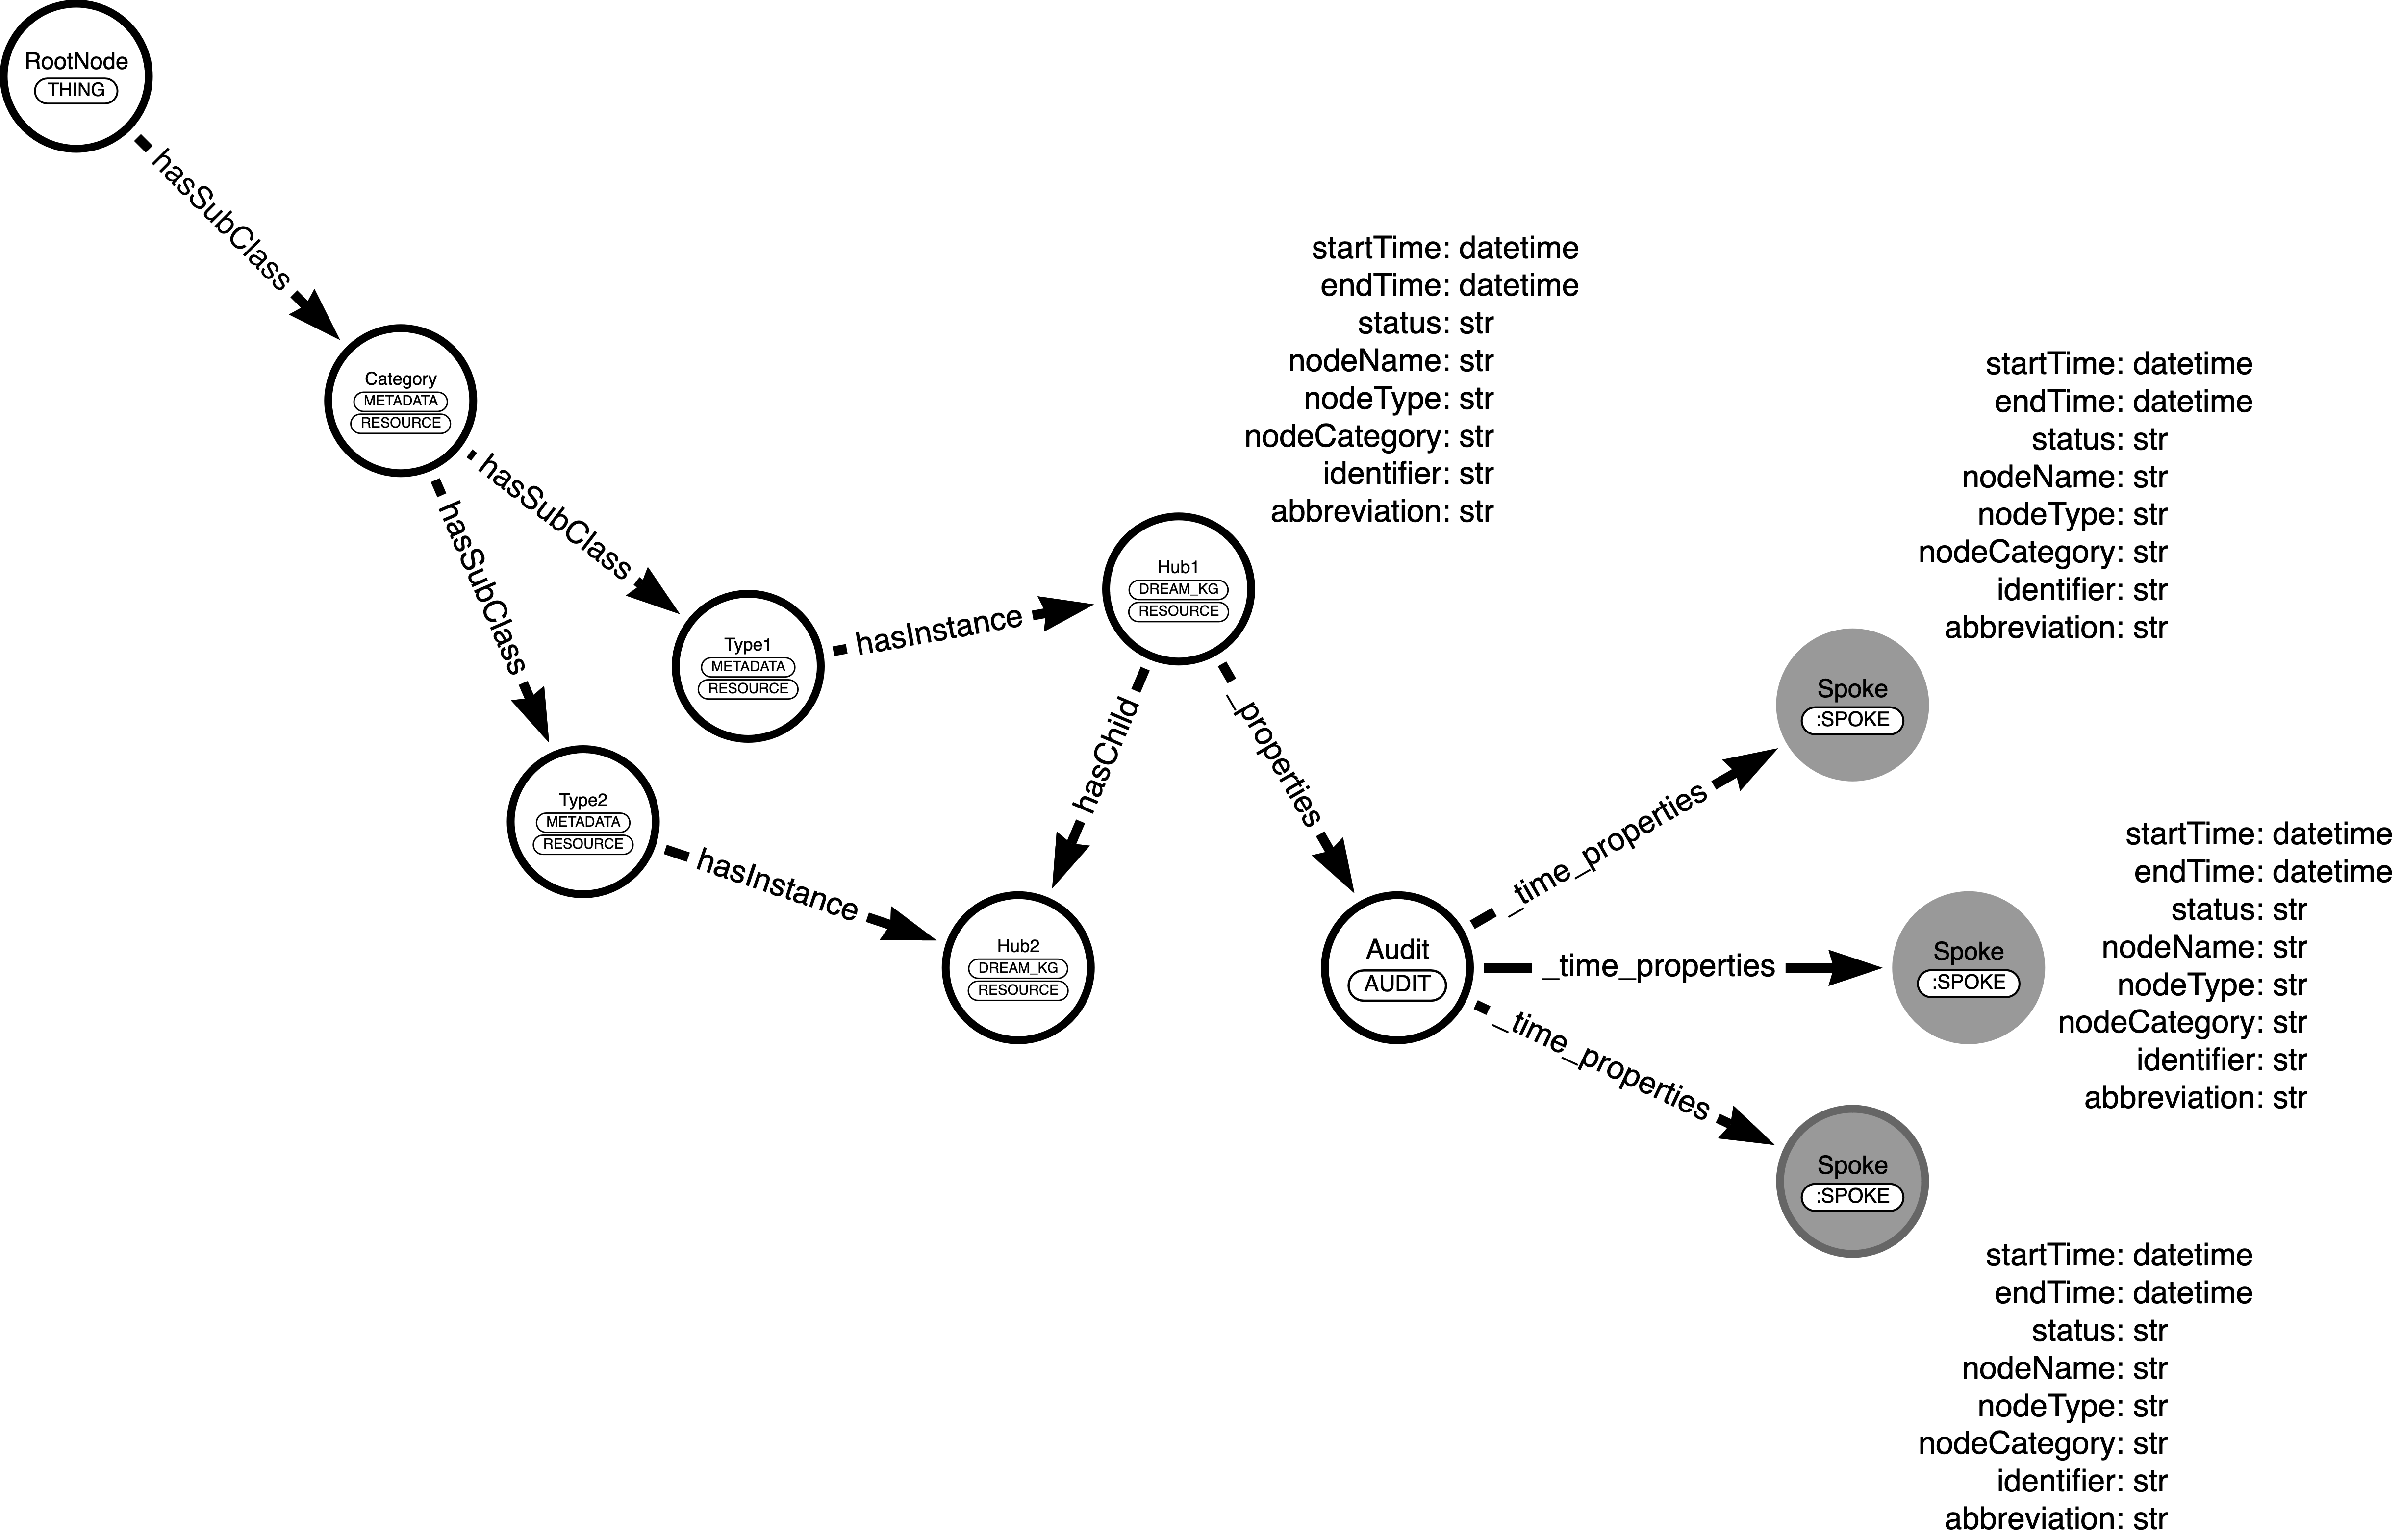 RootNode
THING
hasSubClass
Category
METADATA
RESOURCE
hasSubClass
hasSubClass
Type1
METADATA
RESOURCE
Type2
METADATA
RESOURCE
hasInstance
hasInstance
startTime: datetime
endTime: datetime
status: str
nodeName: str
nodeType: str
nodeCategory: str
identifier: str
abbreviation: str
Hub1
DREAM_KG
RESOURCE
hasChild
_properties
Hub2
DREAM_KG
RESOURCE
Audit
AUDIT
_time_properties
_time_properties
_time_properties
startTime: datetime
endTime: datetime
status: str
nodeName: str
nodeType: str
nodeCategory: str
identifier: str
abbreviation: str
Spoke
:SPOKE
startTime: datetime
endTime: datetime
status: str
nodeName: str
nodeType: str
nodeCategory: str
identifier: str
abbreviation: str
Spoke
:SPOKE
Spoke
:SPOKE
startTime: datetime
endTime: datetime
status: str
nodeName: str
nodeType: str
nodeCategory: str
identifier: str
abbreviation: str